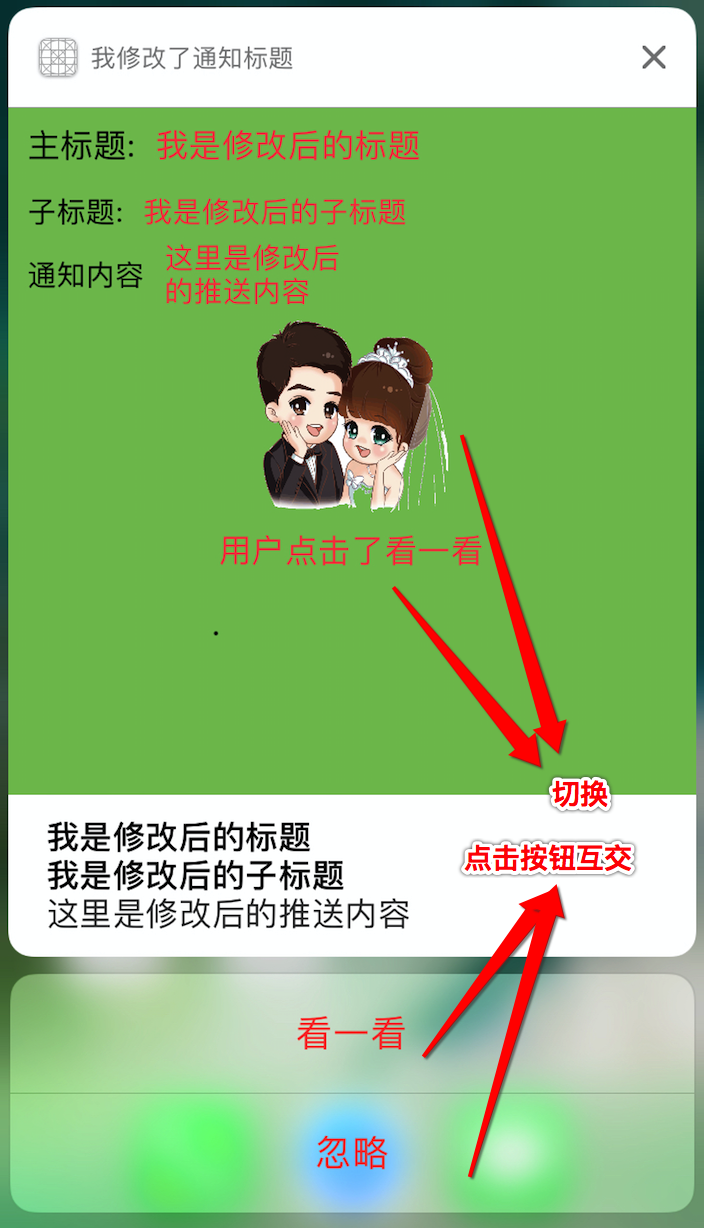 我修改了通知标题
主标题: 我是修改后的标题
子标题: 我是修改后的子标题
通知内容 这里是修改后
的推送内容
用户点击了看一看
切换
我是修改后的标题
点击按钮互交
我是修改后的子标题
这里是修改后的推送内容
看一看
忽略